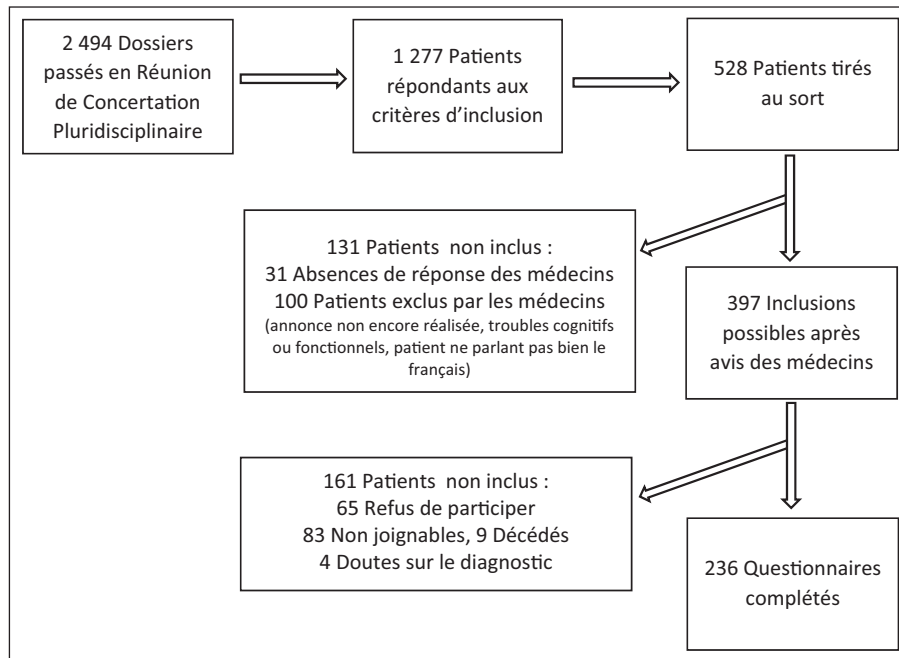 2 494 Dossiers
passés en Réunion
de Concertation
Pluridisciplinaire
1 277 Patients
répondants aux
critères d’inclusion
528 Patients tirés
au sort
131 Patients non inclus :
31 Absences de réponse des médecins
100 Patients exclus par les médecins
(annonce non encore réalisée, troubles cognitifs
ou fonctionnels, patient ne parlant pas bien le
français)
397 Inclusions
possibles après
avis des médecins
161 Patients non inclus :
65 Refus de participer
83 Non joignables, 9 Décédés
4 Doutes sur le diagnostic
236 Questionnaires
complétés